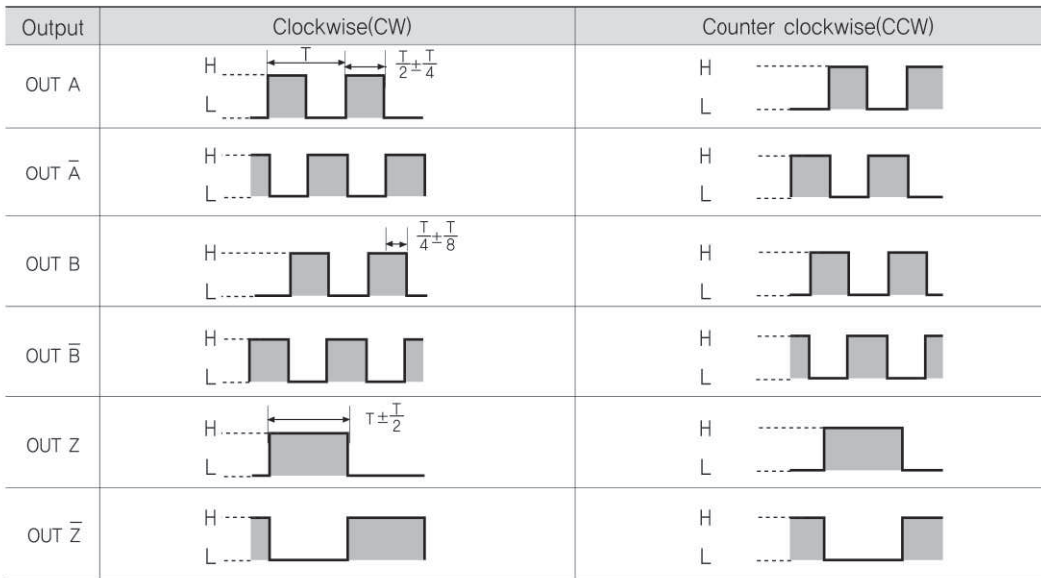 Output Clockwise(CW) Counter clockwise(CCW)
OUT A H L T T/2±T/4 H L
OUT A̅ H L H L
OUT B H L T/4±T/8 H L
OUT B̅ H L H L
OUT Z H L T±T/2 H L
OUT Z̅ H L H L